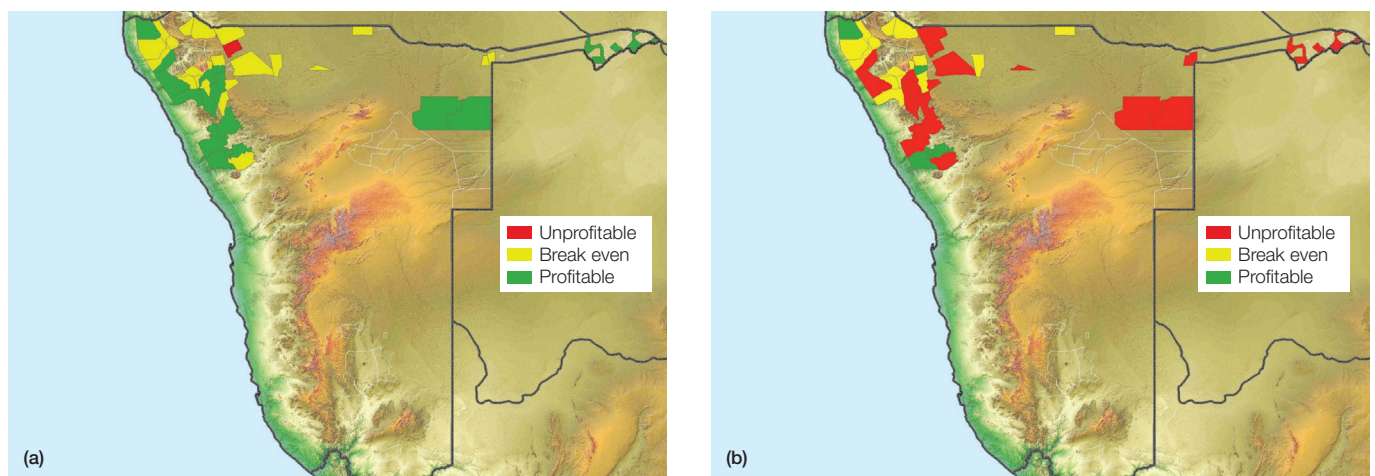 Unprofitable
Break even
Profitable
(a)
Unprofitable
Break even
Profitable
(b)